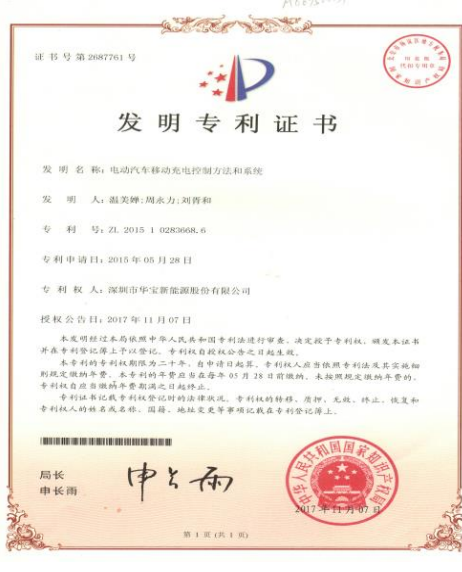 证书号第2687761号
发明专利证书
发 明 名 称：电动汽车移动充电控制方法和系统
发 明 人：温美婵;周永力;刘胥和
专 利 号：ZL 2015 1 0283668.6
专利申请日：2015年05月28日
专 利 权 人：深圳市华宝新能源股份有限公司
授权公告日：2017年11月07日
本发明经过本局依照中华人民共和国专利法进行审查，决定授予专利权，颁发本证书
并在专利登记簿上予以登记。专利权自授权公告之日起生效。
本专利的专利权期限为二十年，自申请日起算。专利权人应当依照专利法及其实施细
则规定缴纳年费。本专利的年费应当在每年05月28日前缴纳。未按照规定缴纳年费的，
专利权自应当缴纳年费期满之日起终止。
专利证书记载专利权登记时的法律状况。专利权的转移、质押、无效、终止、恢复和
专利权人的姓名或名称、国籍、地址变更等事项记载在专利登记簿上。
局长
申长雨
申长雨
中华人民共和国国家知识产权局
2017年11月07日
第 1 页 (共 1 页)